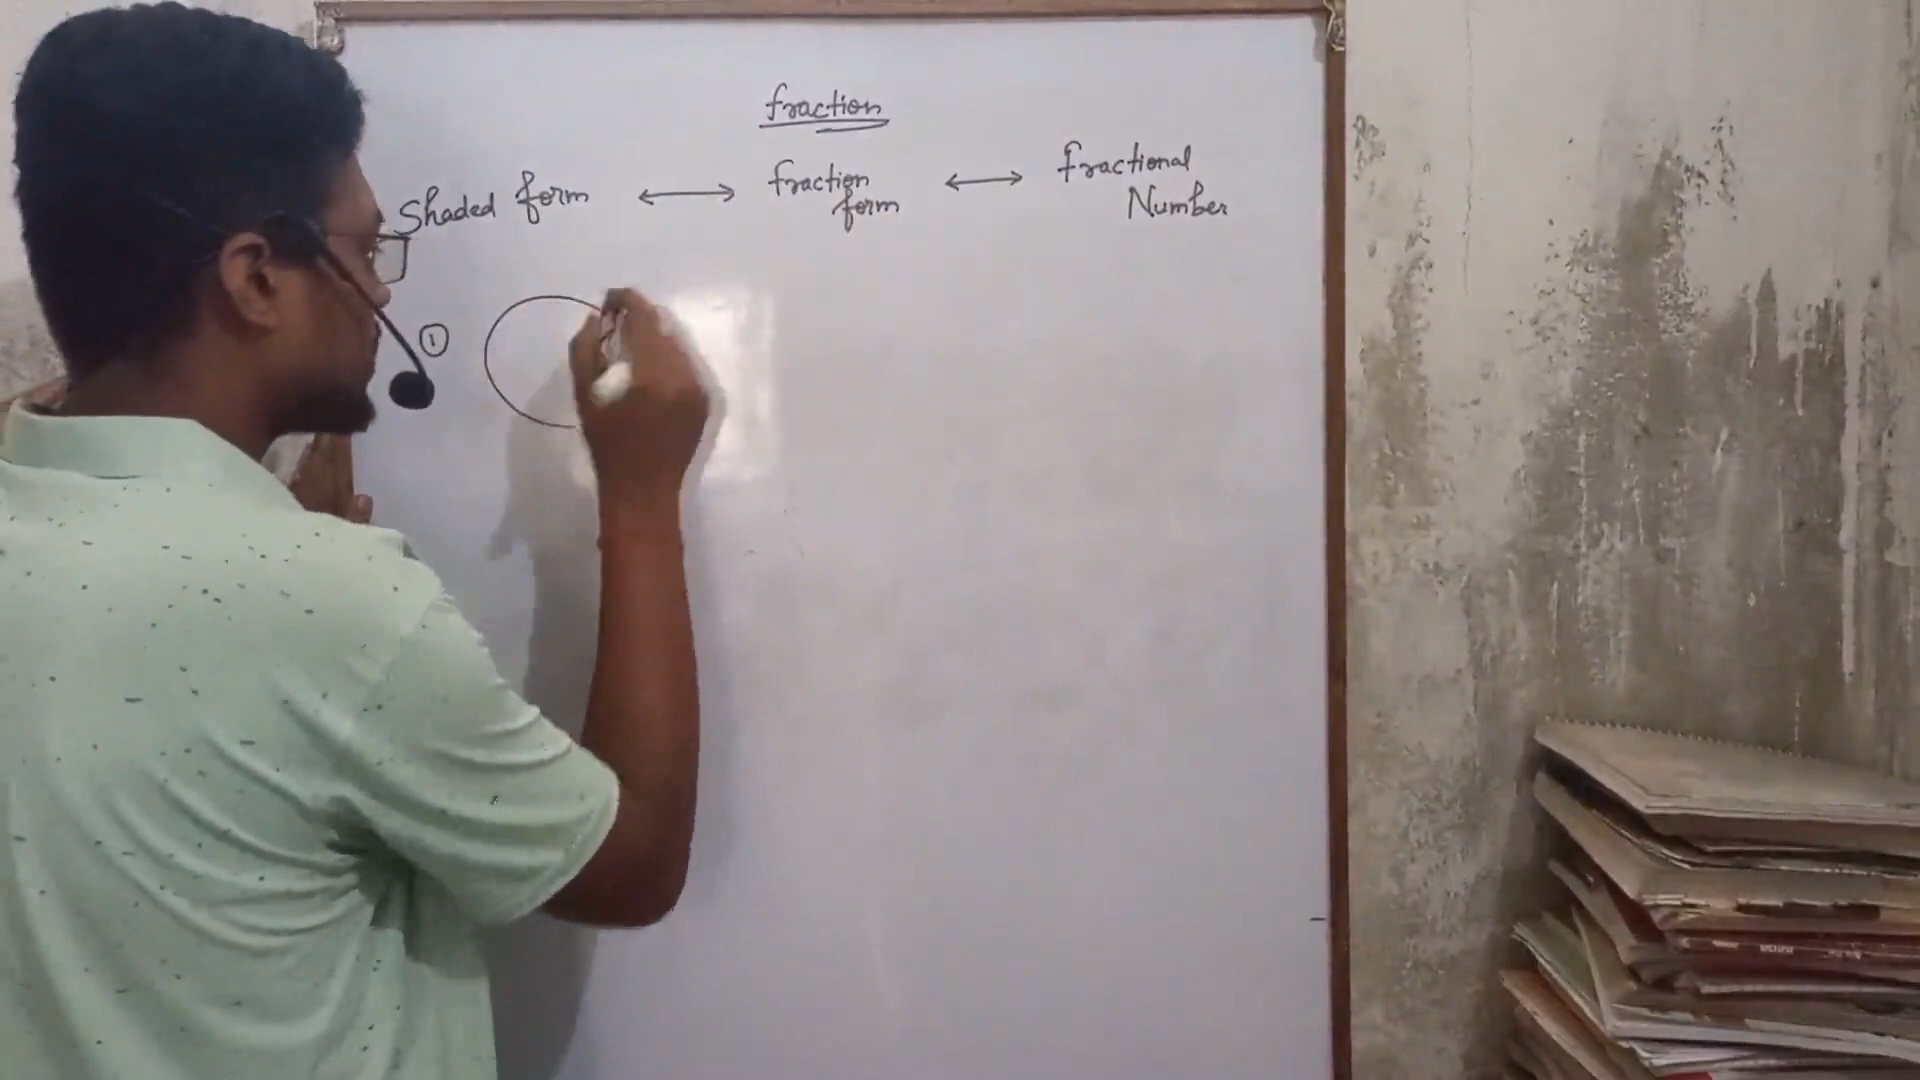 fraction
Shaded form ⟷ fraction form ⟷ fractional Number
①